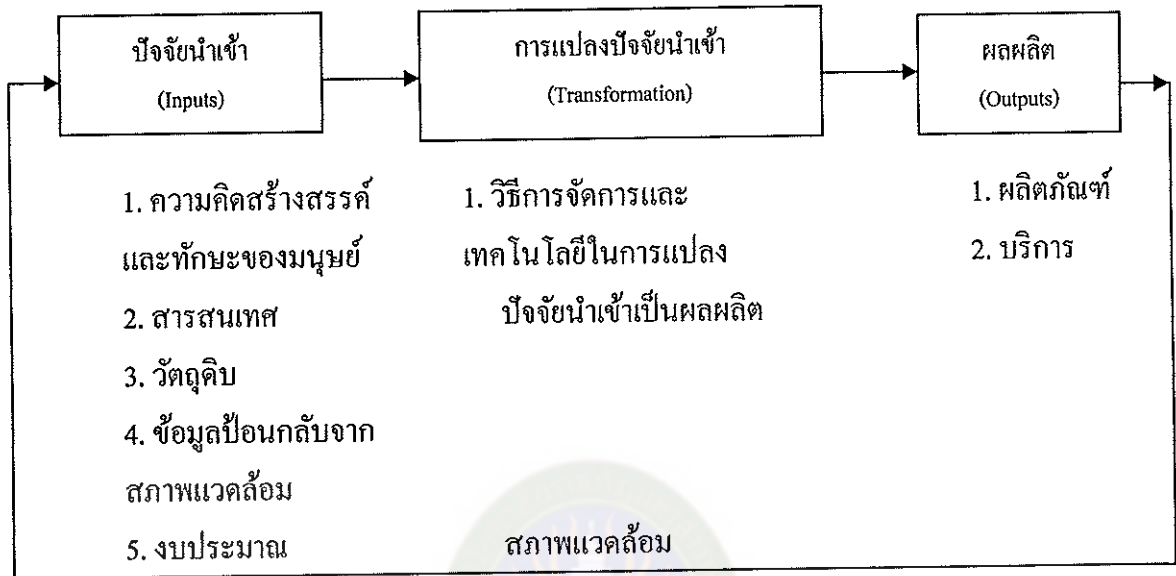 ปัจจัยนำเข้า
(Inputs)
การแปลงปัจจัยนำเข้า
(Transformation)
ผลผลิต
(Outputs)
1. ความคิดสร้างสรรค์
และทักษะของมนุษย์
2. สารสนเทศ
3. วัตถุดิบ
4. ข้อมูลป้อนกลับจาก
สภาพแวดล้อม
5. งบประมาณ
1. วิธีการจัดการและ
เทคโนโลยีในการแปลง
ปัจจัยนำเข้าเป็นผลผลิต
1. ผลิตภัณฑ์
2. บริการ
สภาพแวดล้อม